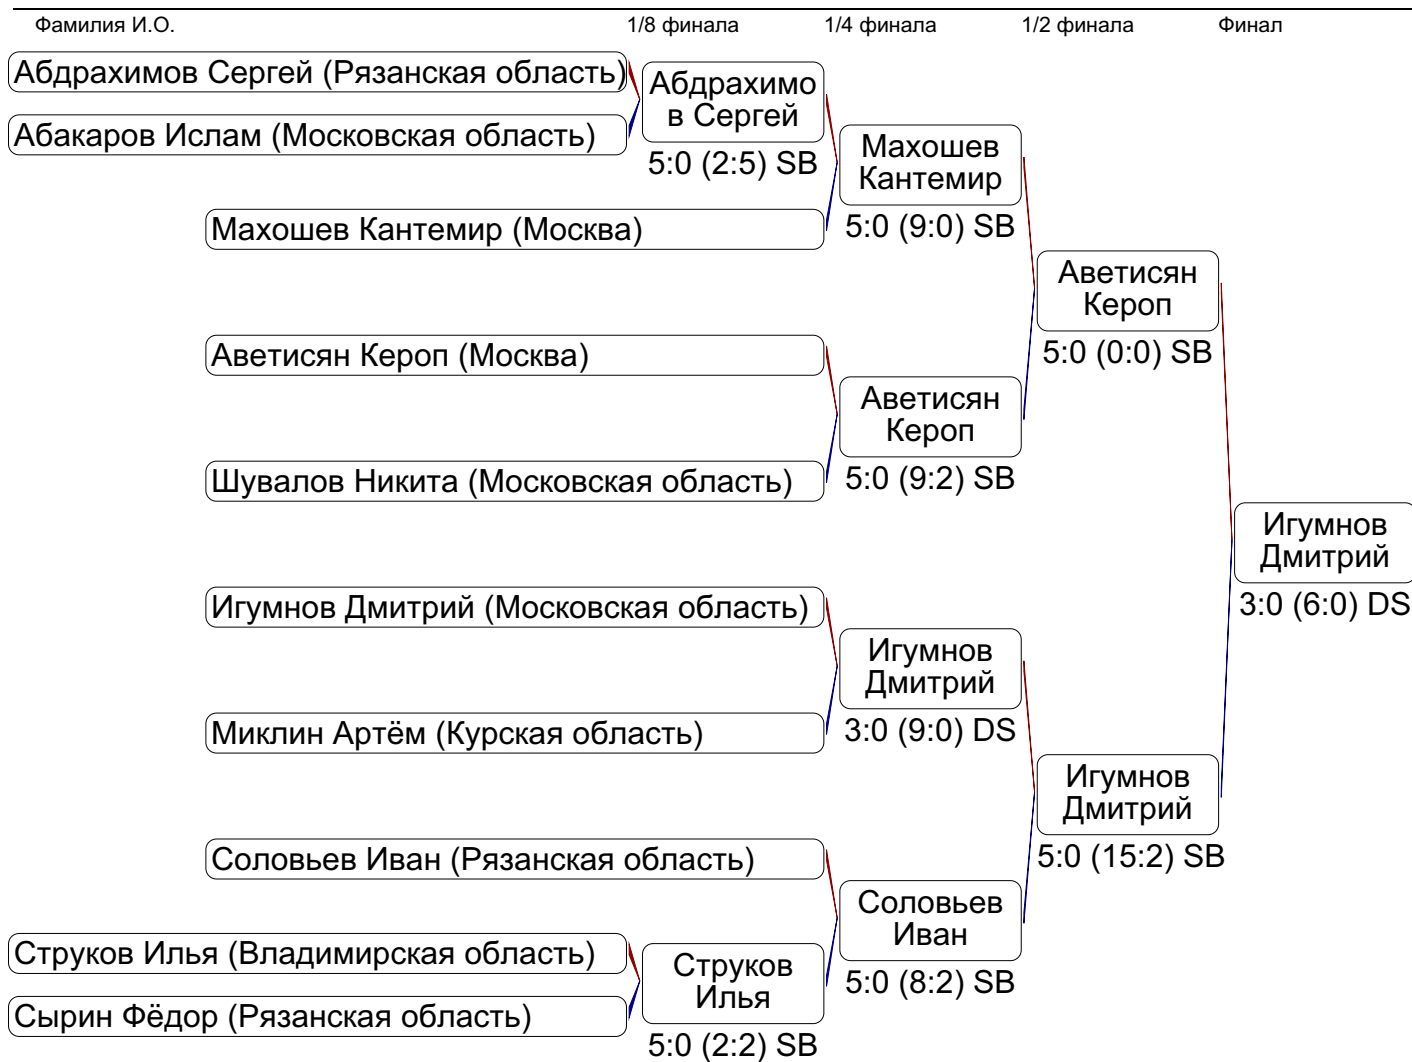 Фамилия И.О. 1/8 финала 1/4 финала 1/2 финала Финал
Абдрахимов Сергей (Рязанская область)
Абакаров Ислам (Московская область)
Абдрахимо
в Сергей
5:0 (2:5) SB
Махошев Кантемир (Москва)
Махошев
Кантемир
5:0 (9:0) SB
Аветисян Кероп (Москва)
Шувалов Никита (Московская область)
Аветисян
Кероп
5:0 (9:2) SB
Аветисян
Кероп
5:0 (0:0) SB
Игумнов Дмитрий (Московская область)
Миклин Артём (Курская область)
Игумнов
Дмитрий
3:0 (9:0) DS
Соловьев Иван (Рязанская область)
Струков Илья (Владимирская область)
Сырин Фёдор (Рязанская область)
Струков
Илья
5:0 (2:2) SB
Соловьев
Иван
5:0 (8:2) SB
Игумнов
Дмитрий
5:0 (15:2) SB
Игумнов
Дмитрий
3:0 (6:0) DS